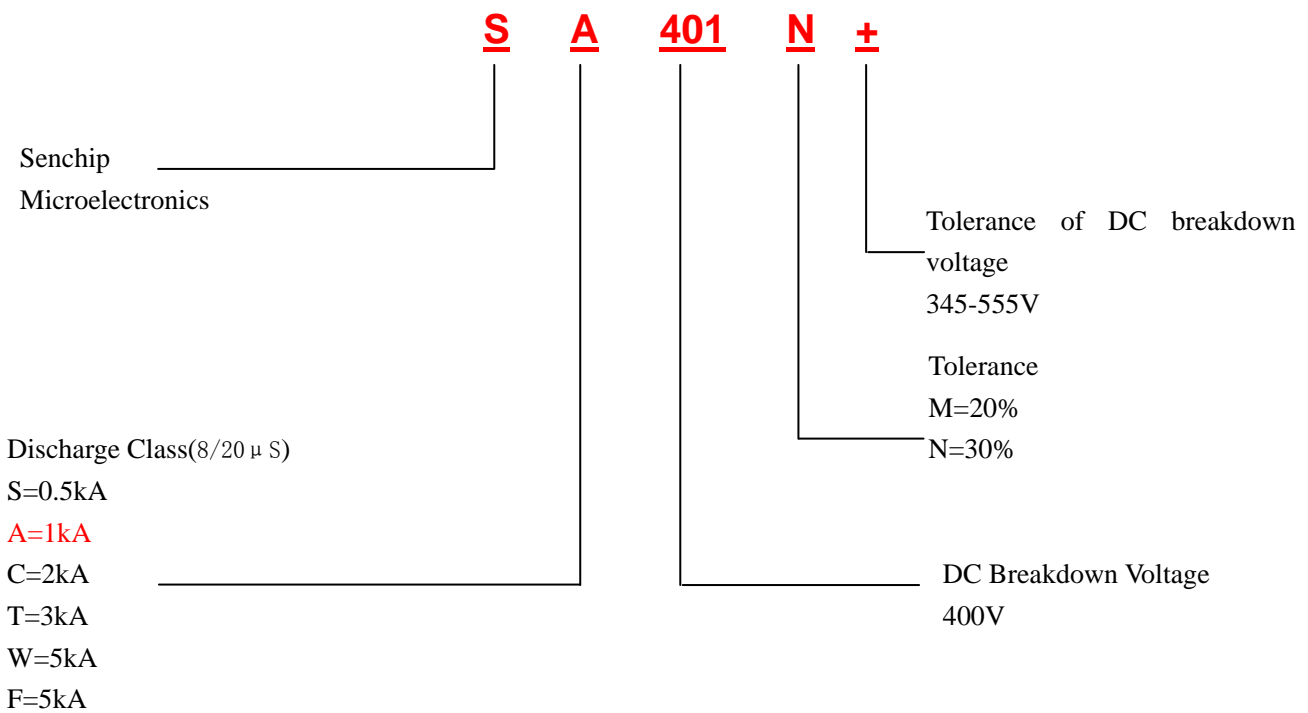 S A 401 N +
Senchip
Microelectronics
Tolerance of DC breakdown
voltage
345-555V
Tolerance
M=20%
N=30%
Discharge Class(8/20μS)
S=0.5kA
A=1kA
C=2kA
T=3kA
W=5kA
F=5kA
DC Breakdown Voltage
400V